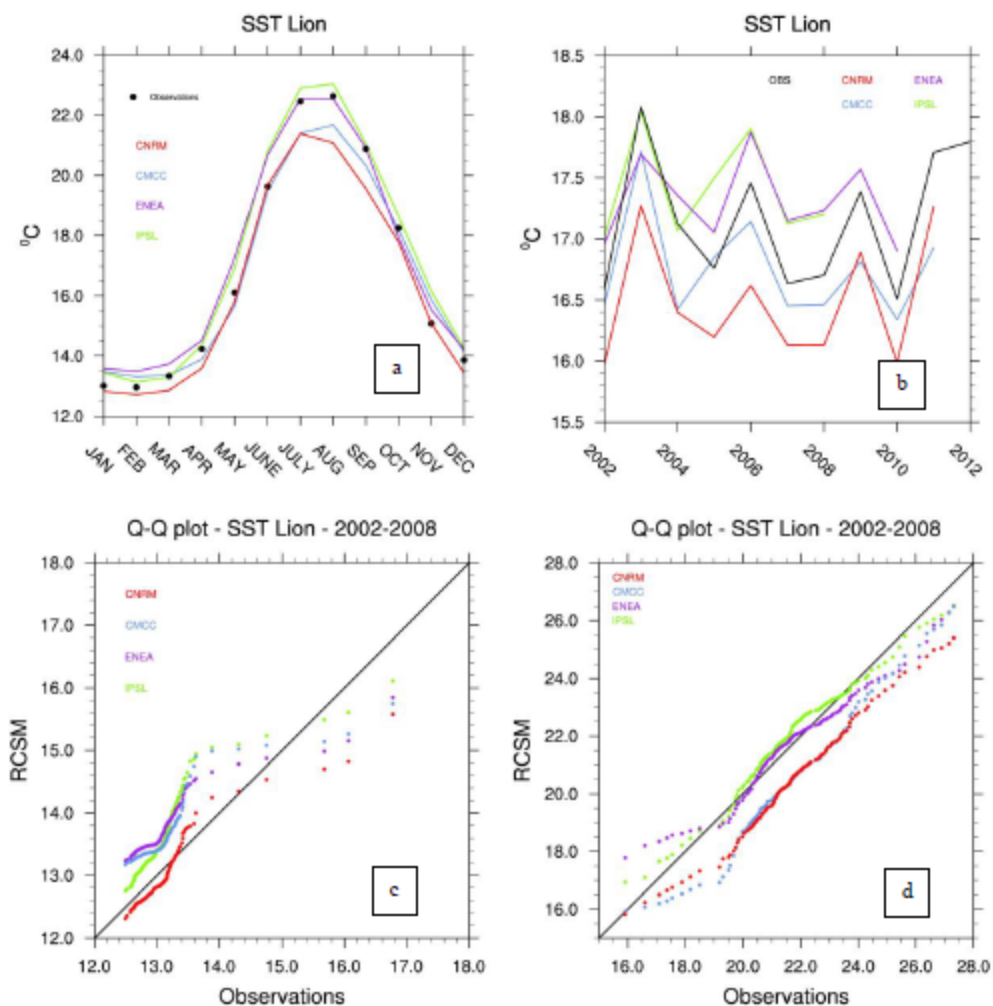 SST Lion
24.0
22.0
20.0
18.0
16.0
14.0
12.0
°C
Observations
CNRM
CMCC
ENEA
IPSL
a
JAN FEB MAR APR MAY JUNE JULY AUG SEP OCT NOV DEC
SST Lion
18.5
18.0
17.5
17.0
16.5
16.0
15.5
°C
OBS CNRM ENEA
CMCC IPSL
b
2002 2004 2006 2008 2010 2012
Q-Q plot - SST Lion - 2002-2008
18.0
17.0
16.0
15.0
14.0
13.0
12.0
RCSM
CNRM
CMCC
ENEA
IPSL
c
12.0 13.0 14.0 15.0 16.0 17.0 18.0
Observations
Q-Q plot - SST Lion - 2002-2008
28.0
26.0
24.0
22.0
20.0
18.0
16.0
RCSM
CNRM
CMCC
ENEA
IPSL
d
16.0 18.0 20.0 22.0 24.0 26.0 28.0
Observations